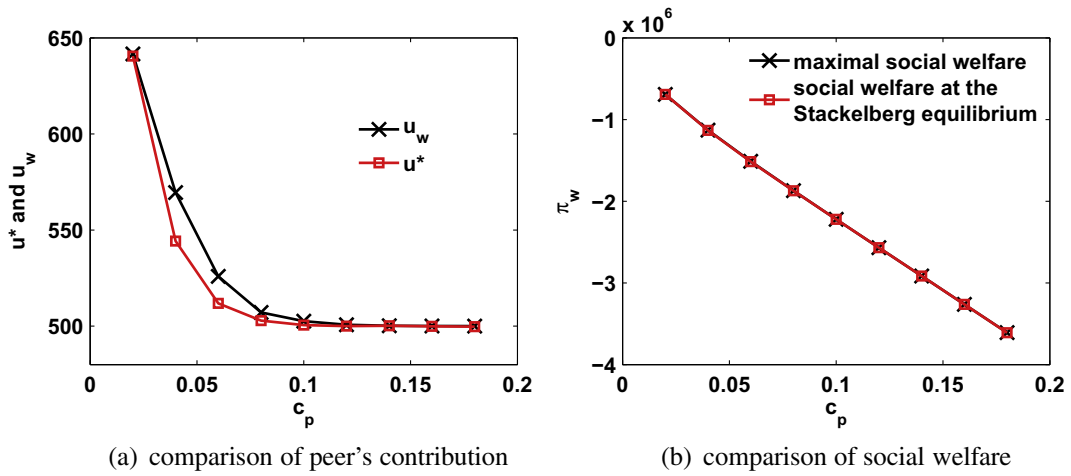 650
600
550
500
u* and u_w
0
0.05
0.1
0.15
0.2
c_p
u_w
u*
(a) comparison of peer's contribution
x 10^6
0
−1
−2
−3
−4
π_w
0
0.05
0.1
0.15
0.2
c_p
maximal social welfare
social welfare at the
Stackelberg equilibrium
(b) comparison of social welfare